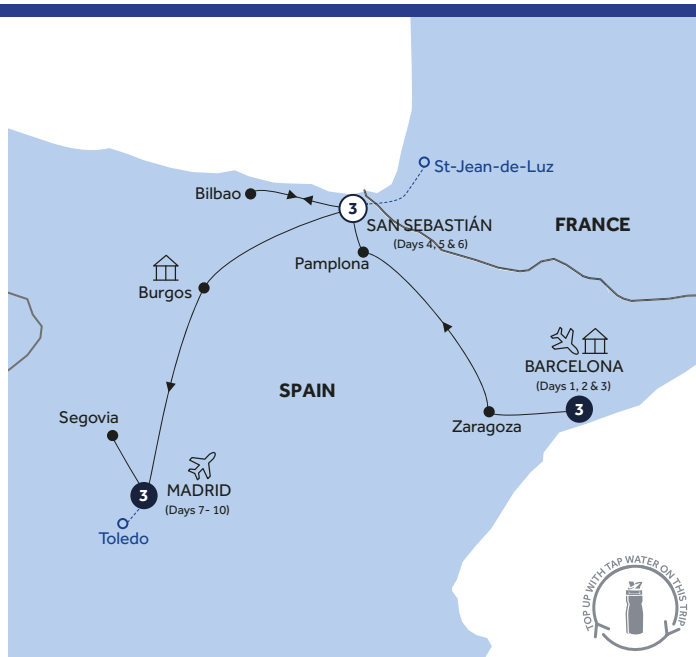 St-Jean-de-Luz
Bilbao
3
SAN SEBASTIÁN
(Days 4, 5 & 6)
FRANCE
Pamplona
Burgos
BARCELONA
(Days 1, 2 & 3)
3
SPAIN
Zaragoza
Segovia
3
MADRID
(Days 7- 10)
Toledo
TOP UP WITH TAP WATER ON THIS TRIP